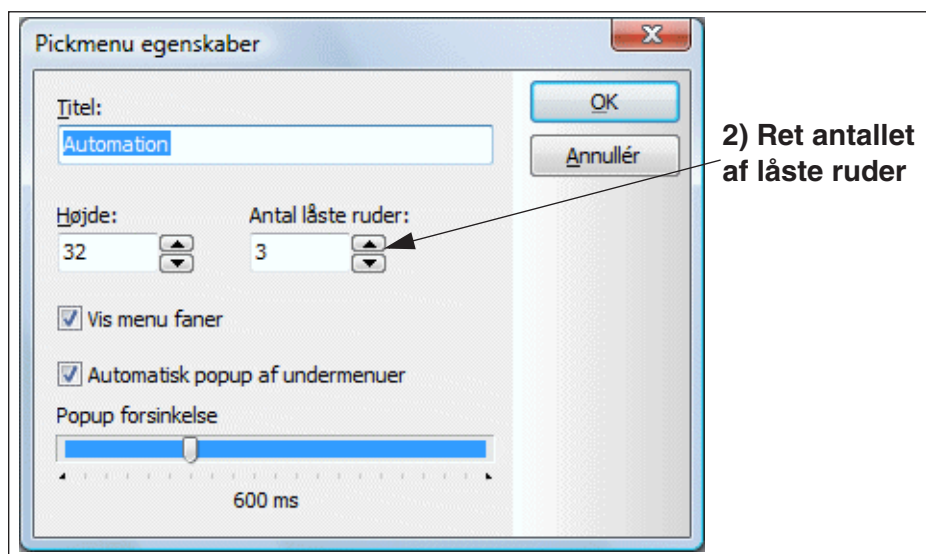 Pickmenu egenskaber
Titel:
Automation
OK
Annullér
2) Ret antallet
af låste ruder
Højde:
Antal låste ruder:
32
3
Vis menu faner
Automatisk popup af undermenuer
Popup forsinkelse
600 ms